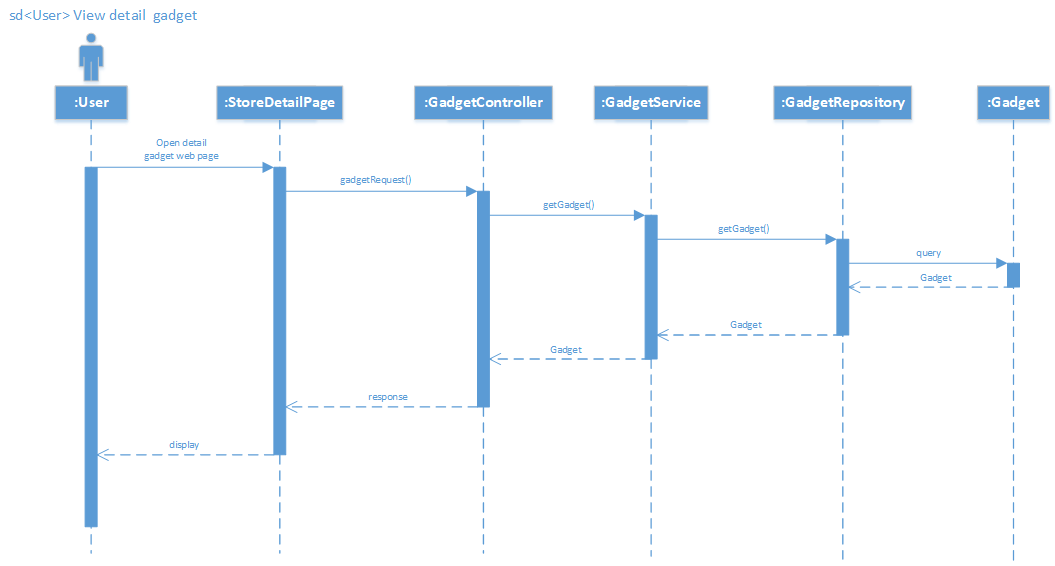 sd<User> View detail  gadget
:User
:StoreDetailPage
:GadgetController
:GadgetService
:GadgetRepository
:Gadget
Open detail
gadget web page
gadgetRequest()
getGadget()
getGadget()
query
Gadget
Gadget
Gadget
response
display